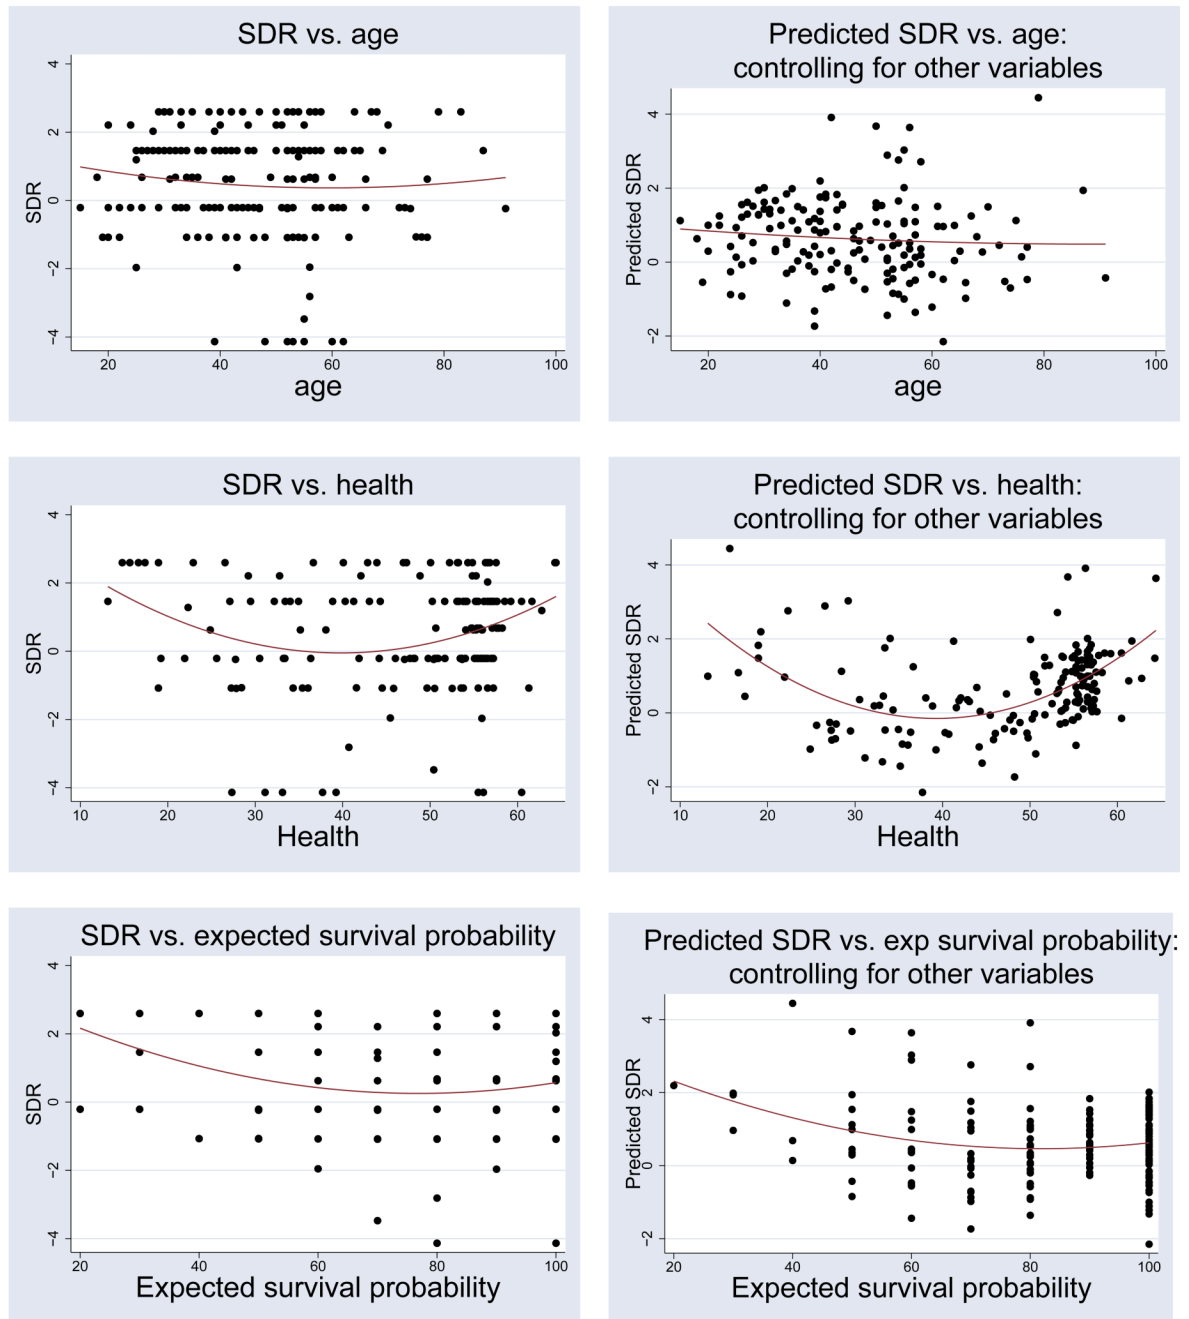 SDR vs. age
4
2
0
−2
−4
SDR
20 40 60 80 100
age
Predicted SDR vs. age:
controlling for other variables
4
2
0
−2
Predicted SDR
20 40 60 80 100
age
SDR vs. health
4
2
0
−2
−4
SDR
10 20 30 40 50 60
Health
Predicted SDR vs. health:
controlling for other variables
4
2
0
−2
Predicted SDR
10 20 30 40 50 60
Health
SDR vs. expected survival probability
4
2
0
−2
−4
SDR
20 40 60 80 100
Expected survival probability
Predicted SDR vs. exp survival probability:
controlling for other variables
4
2
0
−2
Predicted SDR
20 40 60 80 100
Expected survival probability